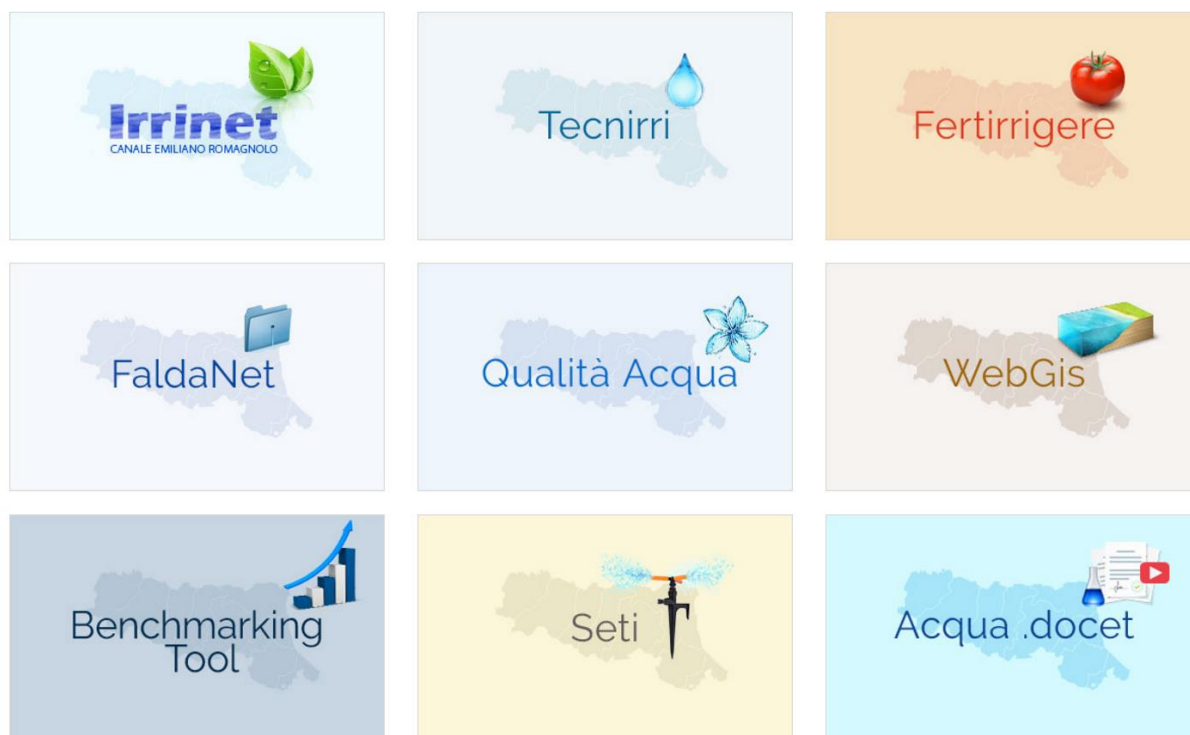 Irrinet
CANALE EMILIANO ROMAGNOLO
Tecnirri
Fertirrigere
FaldaNet
Qualità Acqua
WebGis
Benchmarking
Tool
Seti
Acqua .docet